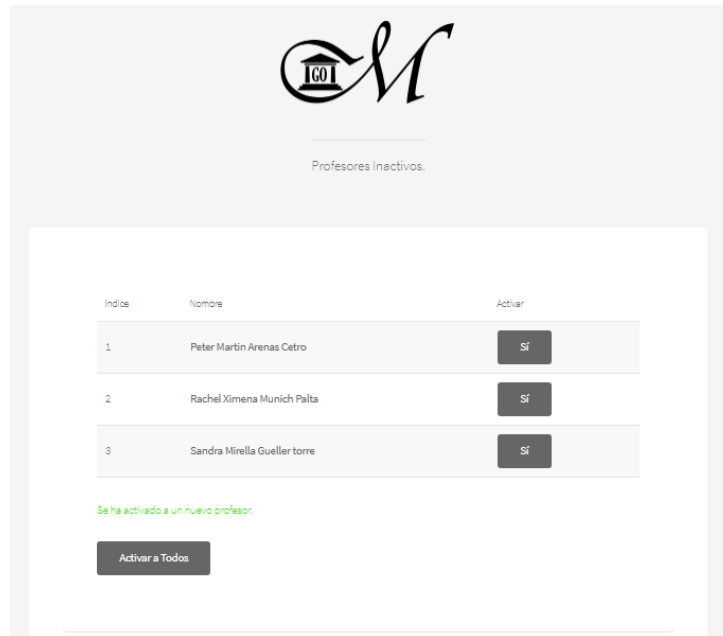 GO M
Profesores Inactivos.
Indice Nombre Activar
1 Peter Martin Arenas Cetro Sí
2 Rachel Ximena Munich Palta Sí
3 Sandra Mirella Gueller torre Sí
Se ha activado a un nuevo profesor.
Activar a Todos